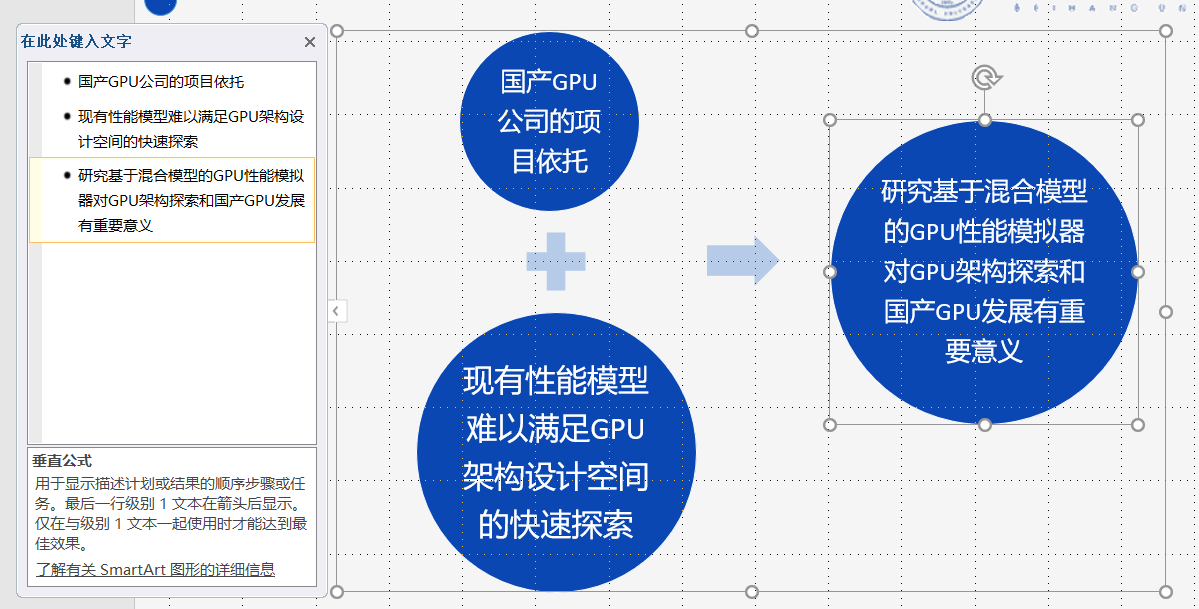 在此处键入文字
国产GPU公司的项目依托
现有性能模型难以满足GPU架构设
计空间的快速探索
研究基于混合模型的GPU性能模拟
器对GPU架构探索和国产GPU发展
有重要意义
垂直公式
用于显示描述计划或结果的顺序步骤或任
务。最后一行级别 1 文本在箭头后显示。
仅在与级别 1 文本一起使用时才能达到最
佳效果。
了解有关 SmartArt 图形的详细信息
国产GPU
公司的项
目依托
现有性能模型
难以满足GPU
架构设计空间
的快速探索
研究基于混合模型
的GPU性能模拟器
对GPU架构探索和
国产GPU发展有重
要意义